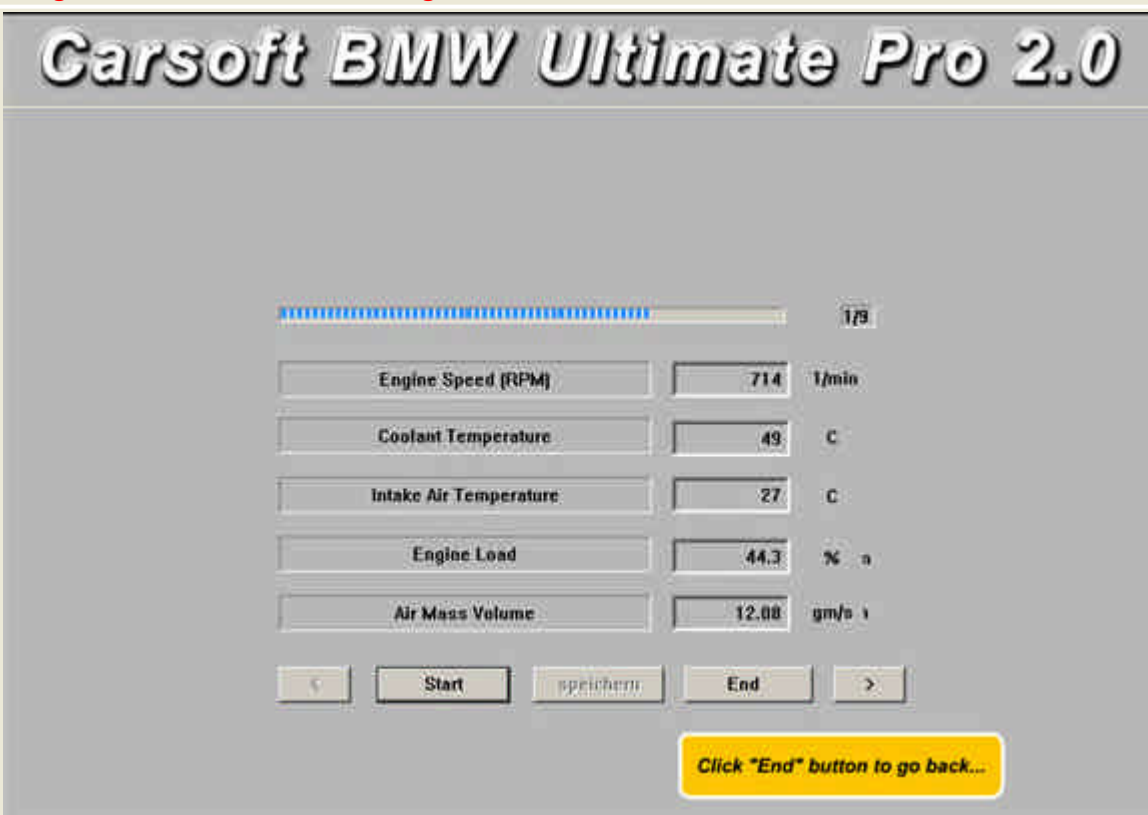 Carsoft BMW Ultimate Pro 2.0
1/9
Engine Speed (RPM) 714 1/min
Coolant Temperature 49 C
Intake Air Temperature 27 C
Engine Load 44.3 %
Air Mass Volume 12.08 gm/s
< Start speichern End >
Click "End" button to go back...